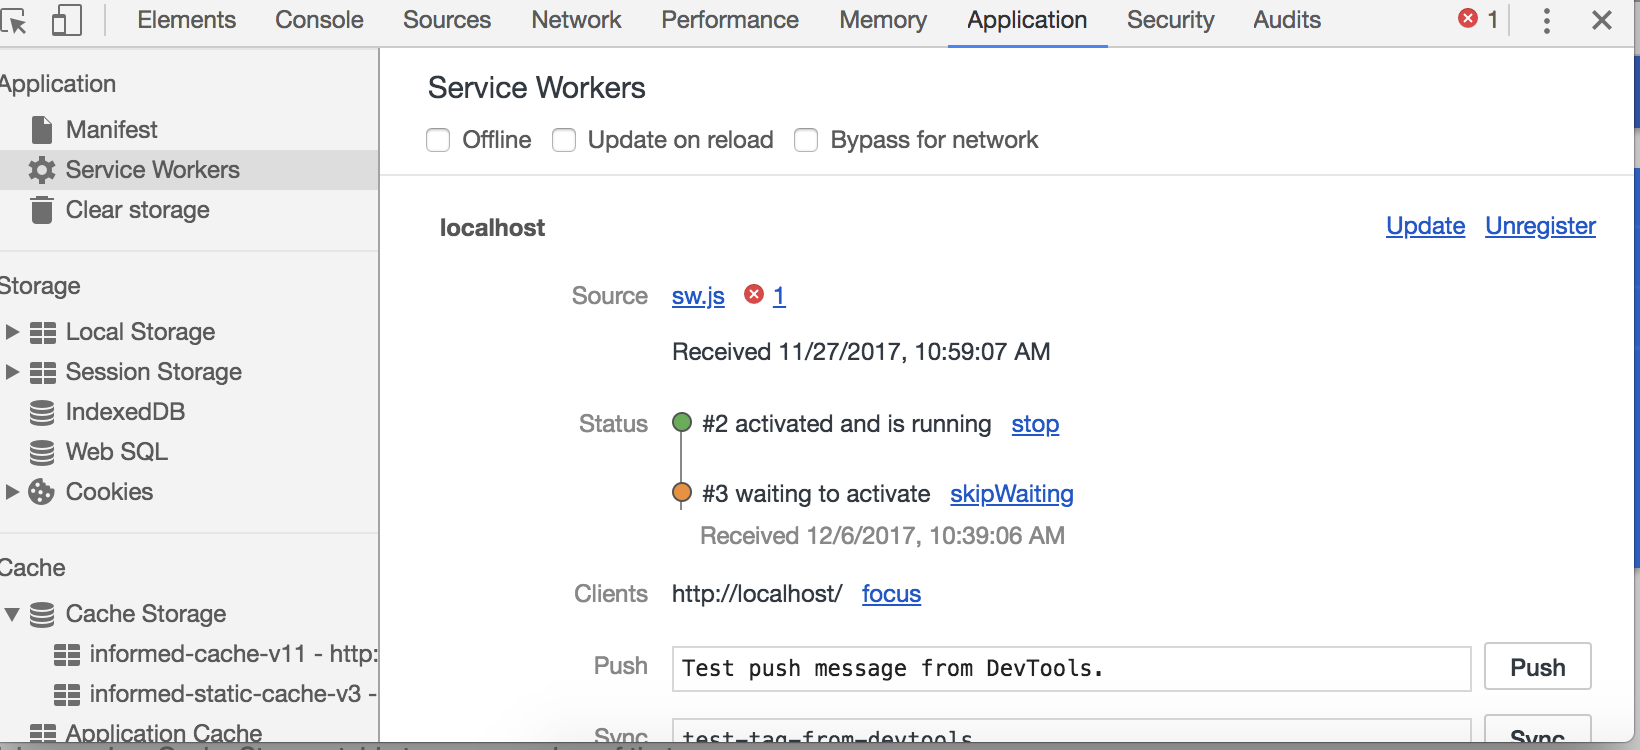 Elements Console Sources Network Performance Memory Application Security Audits 1
Application
Manifest
Service Workers
Clear storage
Storage
Local Storage
Session Storage
IndexedDB
Web SQL
Cookies
Cache
Cache Storage
informed-cache-v11 - http:
informed-static-cache-v3 -
Application Cache
Service Workers
Offline Update on reload Bypass for network
localhost Update Unregister
Source sw.js 1
Received 11/27/2017, 10:59:07 AM
Status #2 activated and is running stop
#3 waiting to activate skipWaiting
Received 12/6/2017, 10:39:06 AM
Clients http://localhost/ focus
Push Test push message from DevTools. Push
Sync test-tag-from-devtools Sync